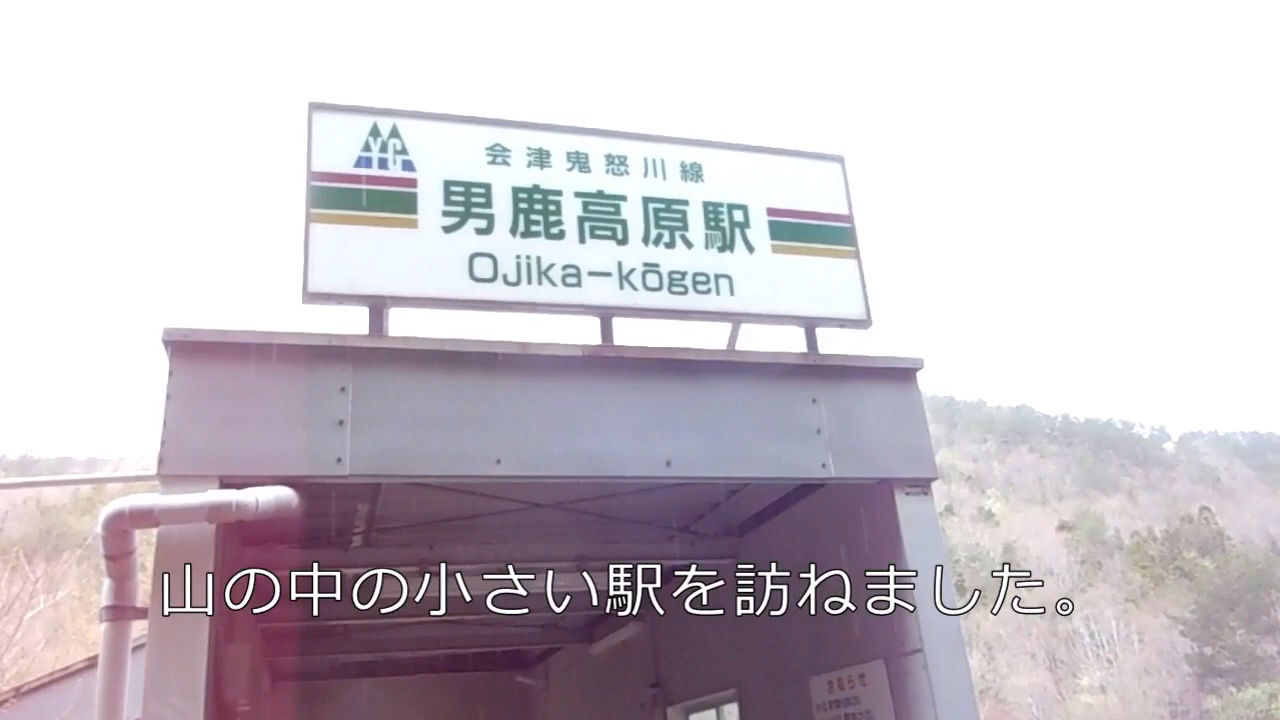 YG
会津鬼怒川線
男鹿高原駅
Ojika-kōgen
山の中の小さい駅を訪ねました。
お知らせ